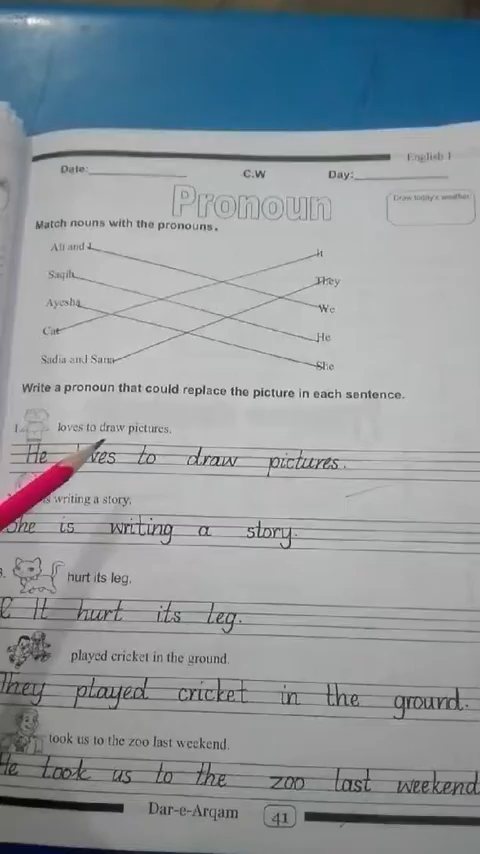 English 1
Date: C.W Day:
Draw today's weather
Pronoun
Match nouns with the pronouns.
Ali and I It
Saqib They
Ayesha We
Cat He
Sadia and Sana She
Write a pronoun that could replace the picture in each sentence.
1. loves to draw pictures.
He loves to draw pictures.
is writing a story.
She is writing a story.
3. hurt its leg.
It hurt its leg.
played cricket in the ground.
They played cricket in the ground.
took us to the zoo last weekend.
He took us to the zoo last weekend
Dar-e-Arqam 41